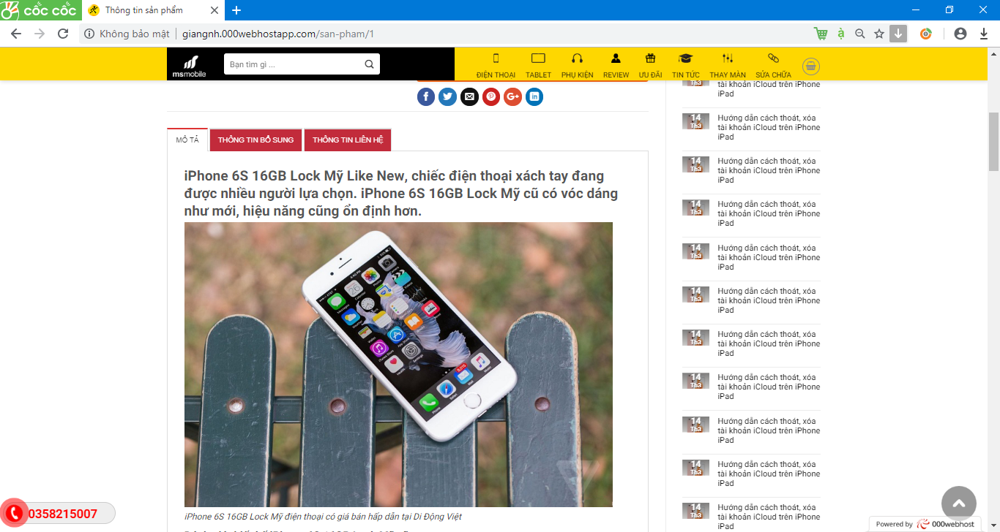 cốc cốc
Thông tin sản phẩm
Không bảo mật
giangnh.000webhostapp.com/san-pham/1
msmobile
Bạn tìm gì ...
ĐIỆN THOẠI
TABLET
PHỤ KIỆN
REVIEW
ƯU ĐÃI
TIN TỨC
THAY MÀN
SỬA CHỮA
MÔ TẢ
THÔNG TIN BỔ SUNG
THÔNG TIN LIÊN HỆ
iPhone 6S 16GB Lock Mỹ Like New, chiếc điện thoại xách tay đang
được nhiều người lựa chọn. iPhone 6S 16GB Lock Mỹ cũ có vóc dáng
như mới, hiệu năng cũng ổn định hơn.
iPhone 6S 16GB Lock Mỹ điện thoại có giá bán hấp dẫn tại Di Động Việt
Th3
tài khoản iCloud trên iPhone
iPad
14
Th3
Hướng dẫn cách thoát, xóa
tài khoản iCloud trên iPhone
iPad
14
Th3
Hướng dẫn cách thoát, xóa
tài khoản iCloud trên iPhone
iPad
14
Th3
Hướng dẫn cách thoát, xóa
tài khoản iCloud trên iPhone
iPad
14
Th3
Hướng dẫn cách thoát, xóa
tài khoản iCloud trên iPhone
iPad
14
Th3
Hướng dẫn cách thoát, xóa
tài khoản iCloud trên iPhone
iPad
14
Th3
Hướng dẫn cách thoát, xóa
tài khoản iCloud trên iPhone
iPad
14
Th3
Hướng dẫn cách thoát, xóa
tài khoản iCloud trên iPhone
iPad
14
Th3
Hướng dẫn cách thoát, xóa
tài khoản iCloud trên iPhone
iPad
14
Th3
Hướng dẫn cách thoát, xóa
tài khoản iCloud trên iPhone
iPad
14
Th3
Hướng dẫn cách thoát, xóa
tài khoản iCloud trên iPhone
iPad
0358215007
Powered by 000webhost